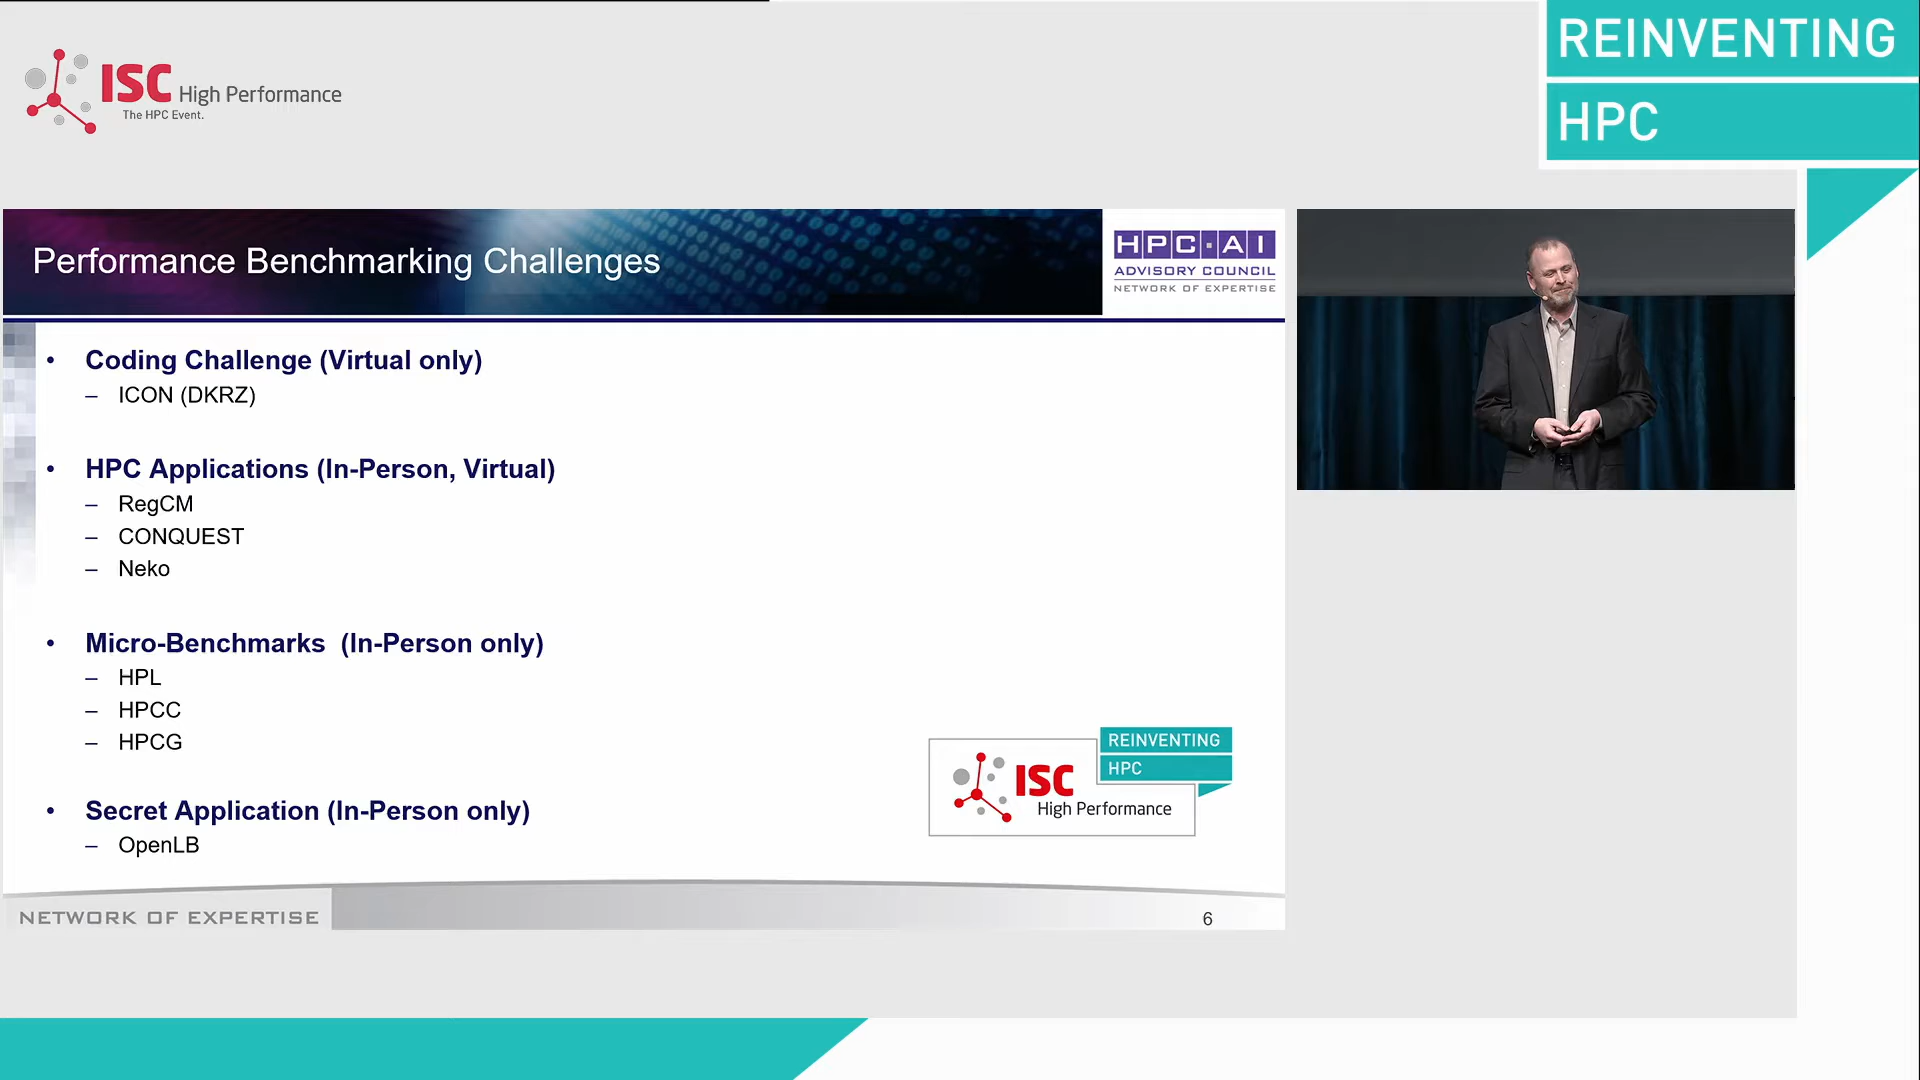 ISC High Performance
The HPC Event.
REINVENTING
HPC
Performance Benchmarking Challenges
HPC·AI
ADVISORY COUNCIL
NETWORK OF EXPERTISE
• Coding Challenge (Virtual only)
– ICON (DKRZ)
• HPC Applications (In-Person, Virtual)
– RegCM
– CONQUEST
– Neko
• Micro-Benchmarks (In-Person only)
– HPL
– HPCC
– HPCG
• Secret Application (In-Person only)
– OpenLB
REINVENTING
HPC
ISC
High Performance
NETWORK OF EXPERTISE
6